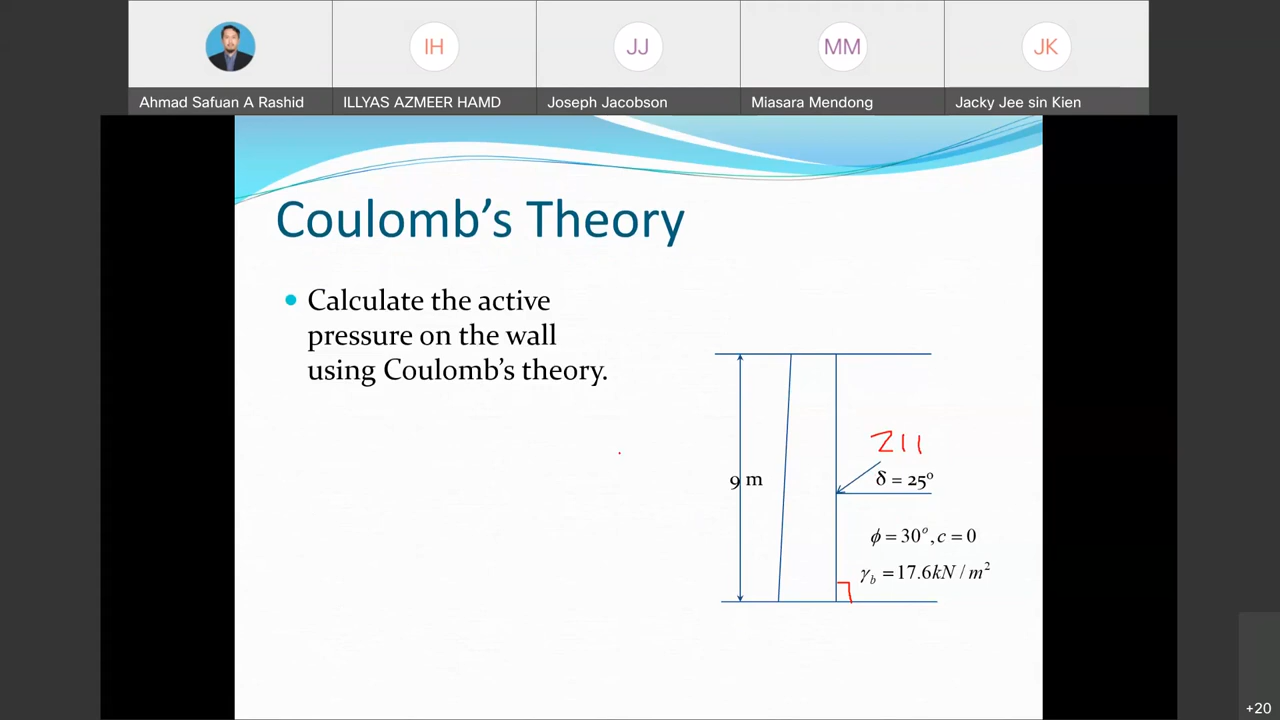 IH
JJ
MM
JK
Ahmad Safuan A Rashid
ILLYAS AZMEER HAMD
Joseph Jacobson
Miasara Mendong
Jacky Jee sin Kien
Coulomb's Theory
• Calculate the active
pressure on the wall
using Coulomb's theory.
211
9 m
δ = 25°
ϕ = 30°, c = 0
γb = 17.6kN / m²
+20